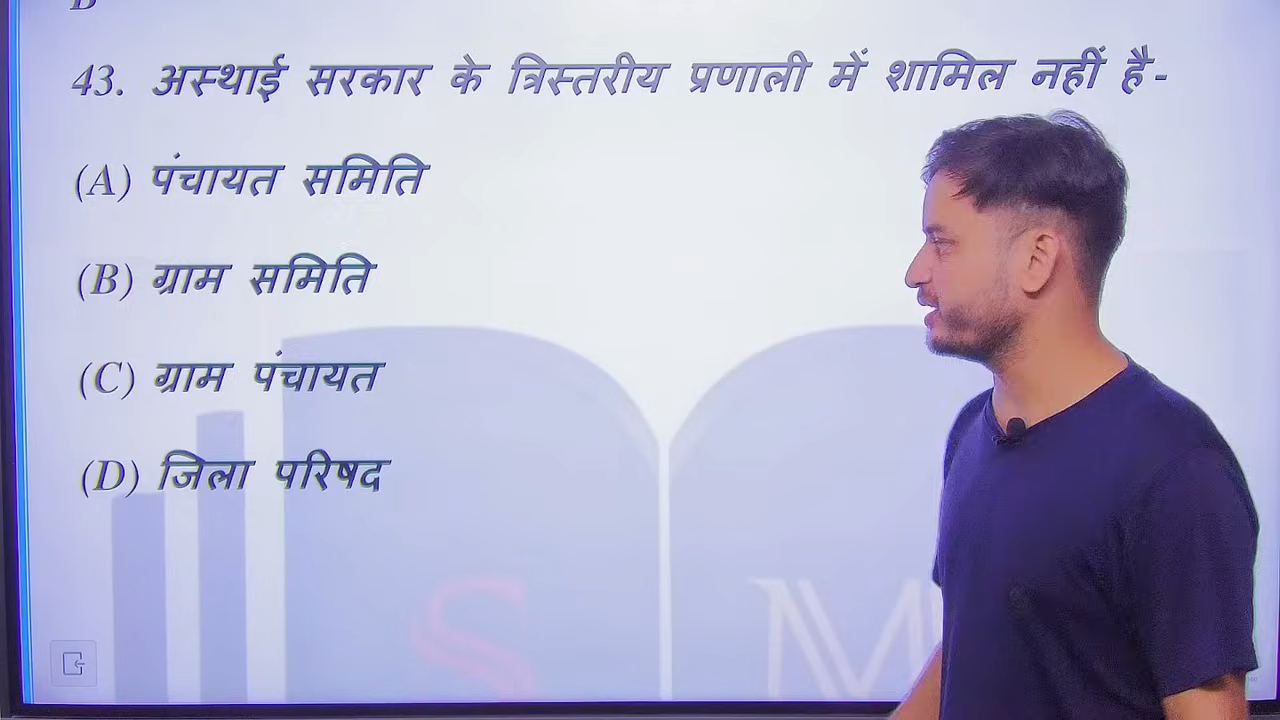 B
43. अस्थाई सरकार के त्रिस्तरीय प्रणाली में शामिल नहीं है-
(A) पंचायत समिति
(B) ग्राम समिति
(C) ग्राम पंचायत
(D) जिला परिषद
S M